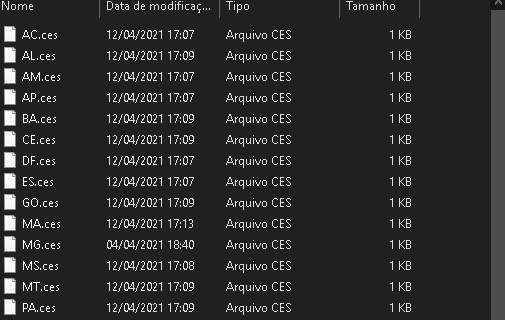 Nome Data de modificaç... Tipo Tamanho
AC.ces 12/04/2021 17:07 Arquivo CES 1 KB
AL.ces 12/04/2021 17:09 Arquivo CES 1 KB
AM.ces 12/04/2021 17:07 Arquivo CES 1 KB
AP.ces 12/04/2021 17:07 Arquivo CES 1 KB
BA.ces 12/04/2021 17:09 Arquivo CES 1 KB
CE.ces 12/04/2021 17:09 Arquivo CES 1 KB
DF.ces 12/04/2021 17:07 Arquivo CES 1 KB
ES.ces 12/04/2021 17:07 Arquivo CES 1 KB
GO.ces 12/04/2021 17:09 Arquivo CES 1 KB
MA.ces 12/04/2021 17:13 Arquivo CES 1 KB
MG.ces 04/04/2021 18:40 Arquivo CES 1 KB
MS.ces 12/04/2021 17:08 Arquivo CES 1 KB
MT.ces 12/04/2021 17:09 Arquivo CES 1 KB
PA.ces 12/04/2021 17:09 Arquivo CES 1 KB